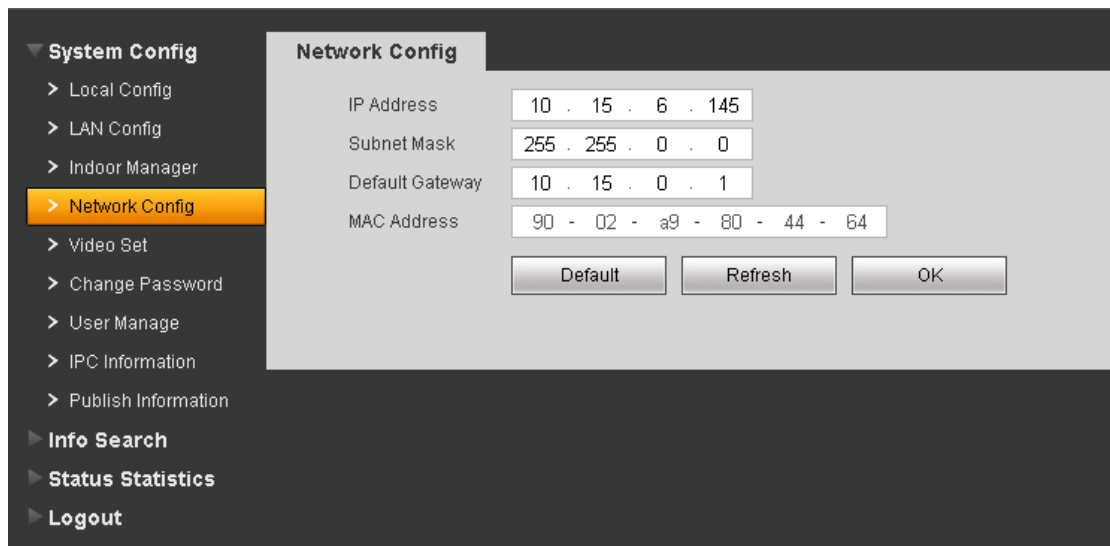 System Config
Local Config
LAN Config
Indoor Manager
Network Config
Video Set
Change Password
User Manage
IPC Information
Publish Information
Info Search
Status Statistics
Logout
Network Config
IP Address 10 . 15 . 6 . 145
Subnet Mask 255 . 255 . 0 . 0
Default Gateway 10 . 15 . 0 . 1
MAC Address 90 - 02 - a9 - 80 - 44 - 64
Default Refresh OK